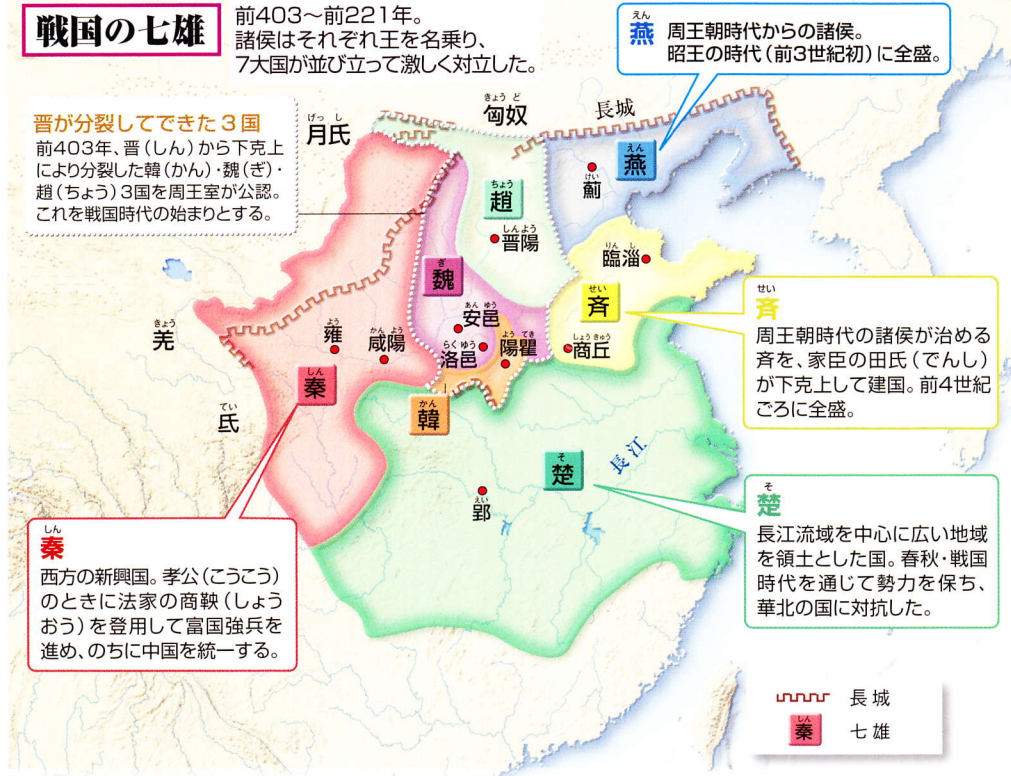 戦国の七雄
前403～前221年。
諸侯はそれぞれ王を名乗り、
7大国が並び立って激しく対立した。
えん
燕
周王朝時代からの諸侯。
昭王の時代（前3世紀初）に全盛。
晋が分裂してできた3国
前403年、晋（しん）から下克上
により分裂した韓（かん）・魏（ぎ）・
趙（ちょう）3国を周王室が公認。
これを戦国時代の始まりとする。
げっ し
月氏
きょう ど
匈奴
長城
えん
燕
けい
薊
ちょう
趙
しんよう
晋陽
りん し
臨淄
ぎ
魏
せい
斉
あん ゆう
安邑
らくゆう
洛邑
よう てき
陽瞿
しょうきゅう
商丘
きょう
羌
よう
雍
かん よう
咸陽
しん
秦
かん
韓
てい
氐
そ
楚
長江
えい
郢
せい
斉
周王朝時代の諸侯が治める
斉を、家臣の田氏（でんし）
が下克上して建国。前4世紀
ごろに全盛。
そ
楚
長江流域を中心に広い地域
を領土とした国。春秋・戦国
時代を通じて勢力を保ち、
華北の国に対抗した。
しん
秦
西方の新興国。孝公（こうこう）
のときに法家の商鞅（しょう
おう）を登用して富国強兵を
進め、のちに中国を統一する。
長城
しん
秦
七雄